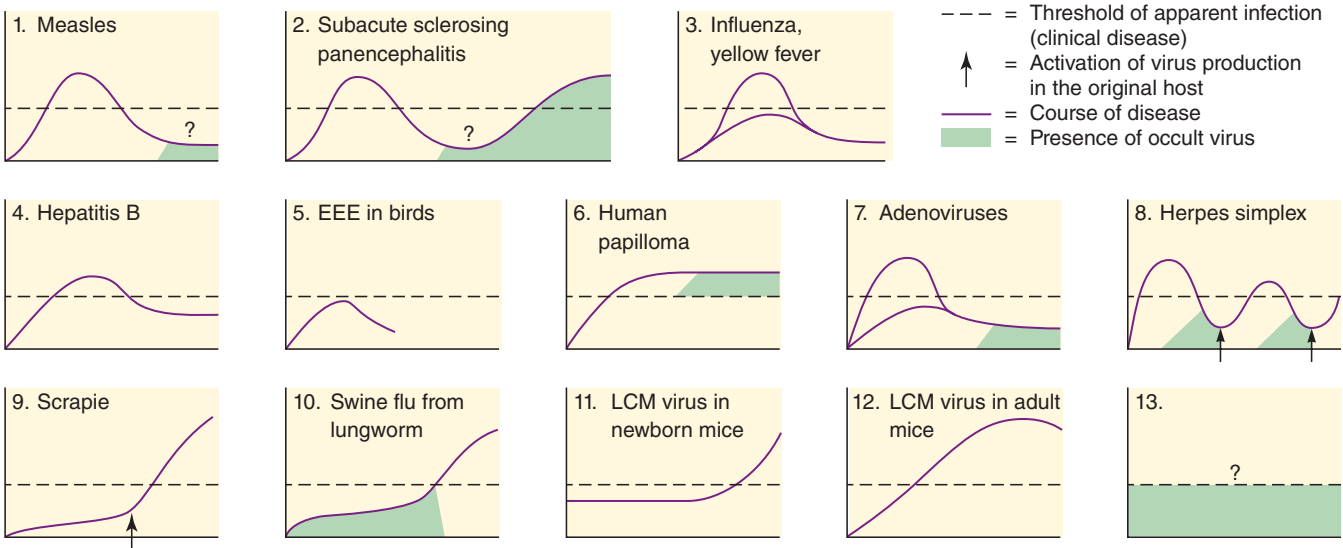 1. Measles
?
2. Subacute sclerosing
panencephalitis
?
3. Influenza,
yellow fever
= Threshold of apparent infection
(clinical disease)
= Activation of virus production
in the original host
= Course of disease
= Presence of occult virus
4. Hepatitis B
5. EEE in birds
6. Human
papilloma
7. Adenoviruses
8. Herpes simplex
9. Scrapie
10. Swine flu from
lungworm
11. LCM virus in
newborn mice
12. LCM virus in adult
mice
13.
?